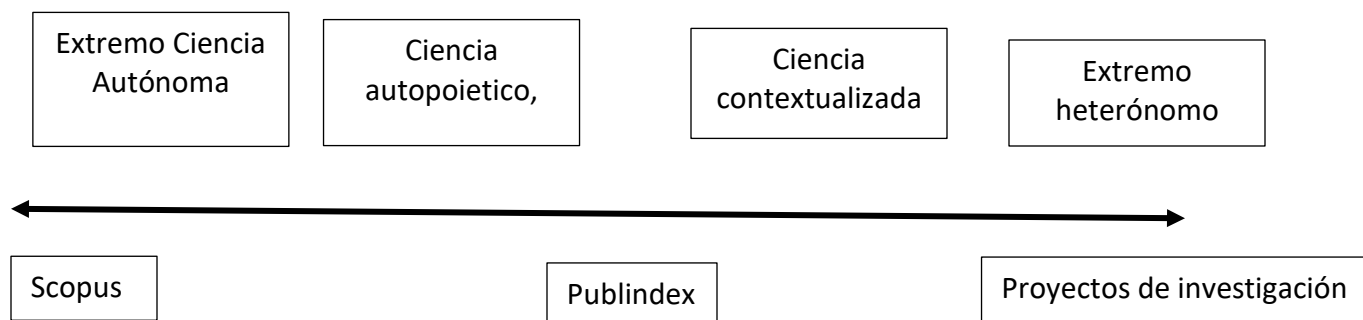 Extremo Ciencia
Autónoma
Ciencia
autopoietico,
Ciencia
contextualizada
Extremo
heterónomo
Scopus
Publindex
Proyectos de investigación